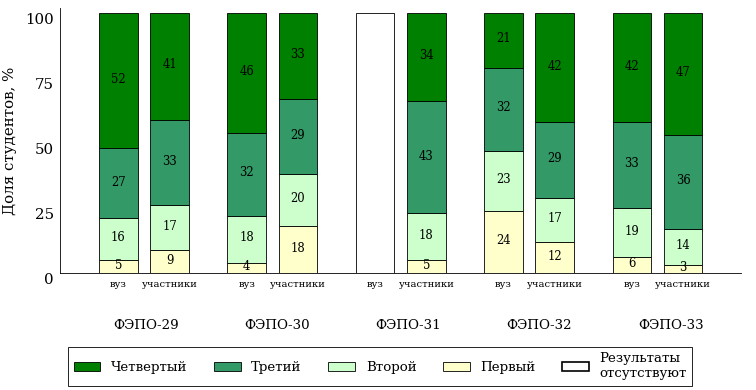 Доля студентов, %
100
75
50
25
0
52 41 46 33 34 21 42 42 47
27 33 32 29 43 32 29 33 36
16 17 18 20 18 23 17 19 14
5 9 4 18 5 24 12 6 3
вуз участники вуз участники вуз участники вуз участники вуз участники
ФЭПО-29 ФЭПО-30 ФЭПО-31 ФЭПО-32 ФЭПО-33
Четвертый Третий Второй Первый Результаты
отсутствуют